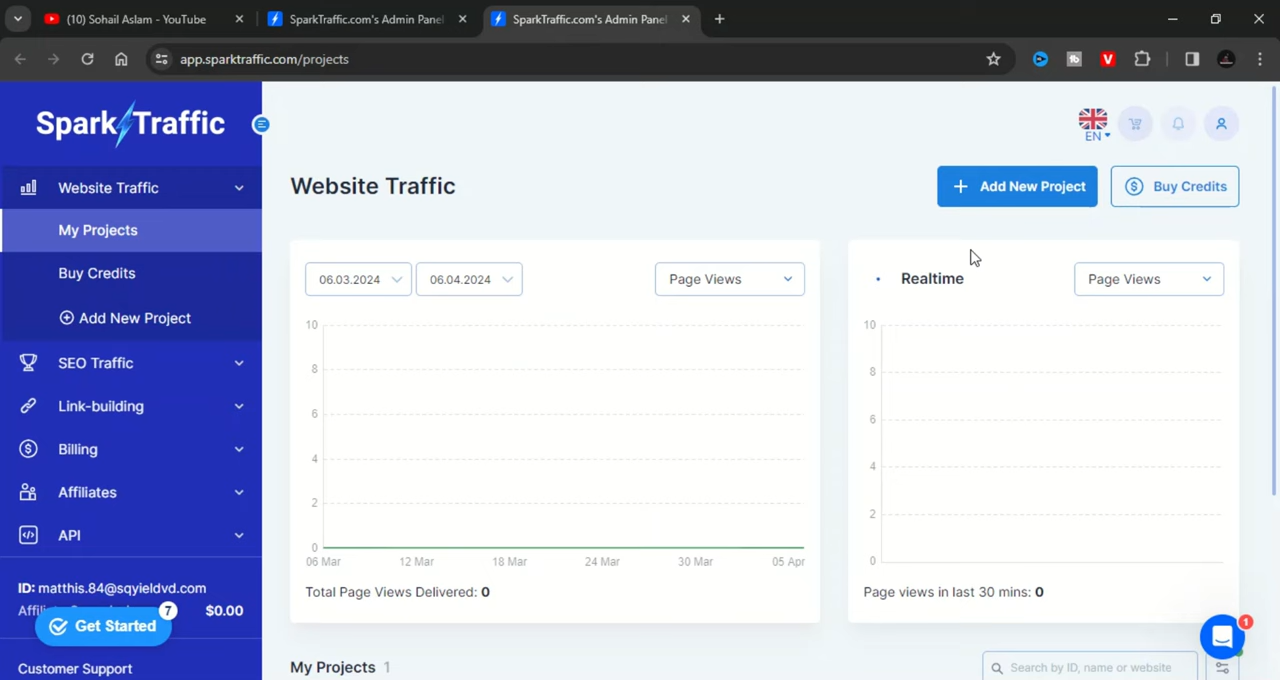 (10) Sohail Aslam - YouTube
SparkTraffic.com's Admin Panel
SparkTraffic.com's Admin Panel
app.sparktraffic.com/projects
Spark Traffic
EN
Website Traffic
My Projects
Buy Credits
Add New Project
SEO Traffic
Link-building
Billing
Affiliates
API
ID: matthis.84@sqyieldvd.com
$0.00
Get Started
7
Customer Support
Website Traffic
Add New Project
Buy Credits
06.03.2024
06.04.2024
Page Views
10
8
6
4
2
0
06 Mar
12 Mar
18 Mar
24 Mar
30 Mar
05 Apr
Total Page Views Delivered: 0
Realtime
Page Views
10
8
6
4
2
0
Page views in last 30 mins: 0
1
My Projects 1
Search by ID, name or website